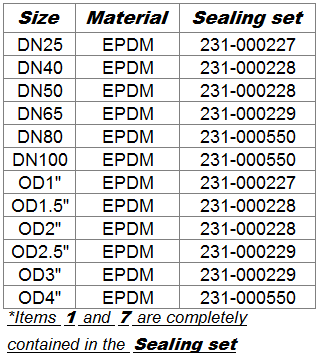 Size Material Sealing set
DN25 EPDM 231-000227
DN40 EPDM 231-000228
DN50 EPDM 231-000228
DN65 EPDM 231-000229
DN80 EPDM 231-000550
DN100 EPDM 231-000550
OD1" EPDM 231-000227
OD1.5" EPDM 231-000228
OD2" EPDM 231-000228
OD2.5" EPDM 231-000229
OD3" EPDM 231-000229
OD4" EPDM 231-000550
*Items 1 and 7 are completely
contained in the Sealing set